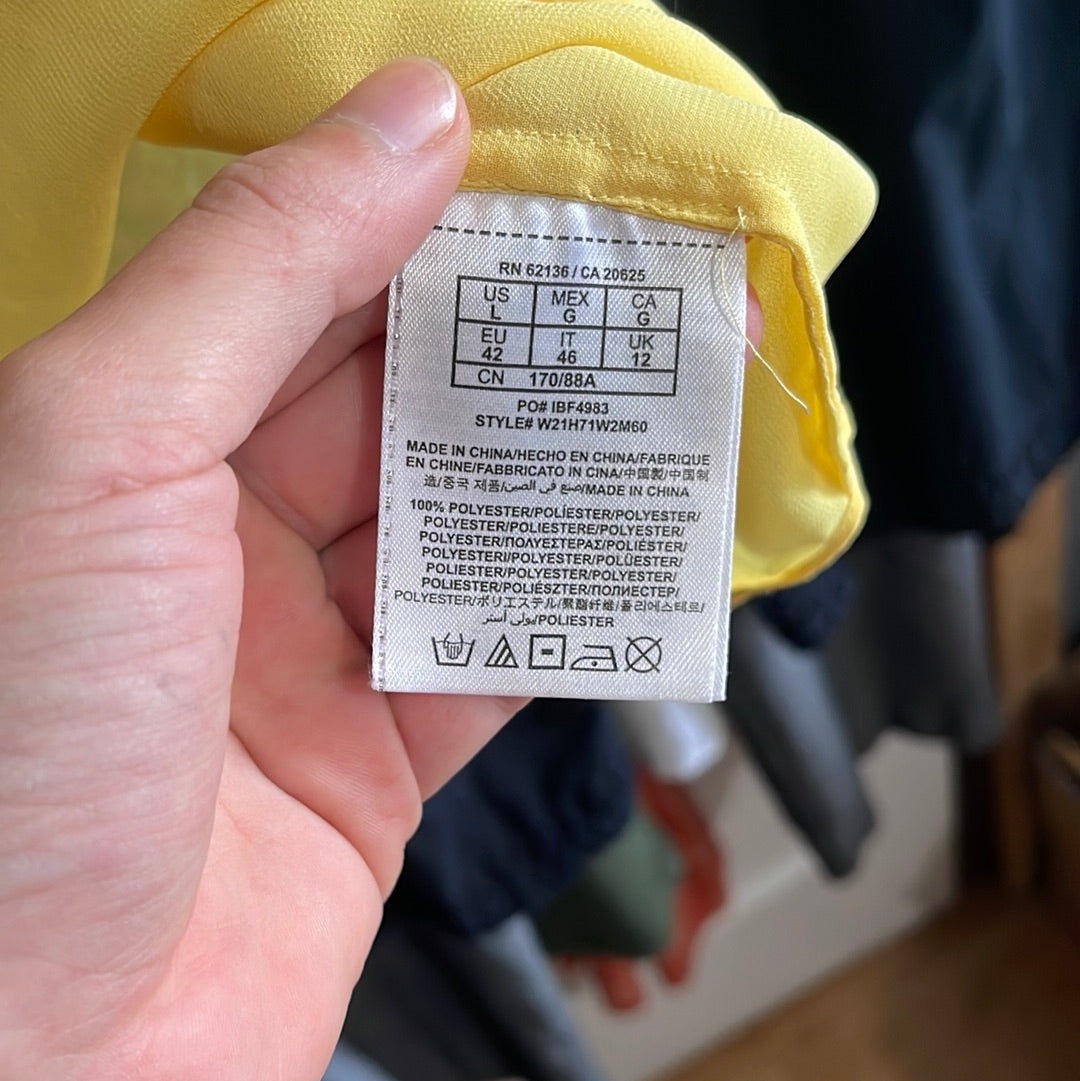 RN 62136 / CA 20625
US MEX CA
L G G
EU IT UK
42 46 12
CN 170/88A
PO# IBF4983
STYLE# W21H71W2M60
MADE IN CHINA/HECHO EN CHINA/FABRIQUE
EN CHINE/FABBRICATO IN CINA/中国製/中国制
造/중국 제품/صنع في الصين/MADE IN CHINA
100% POLYESTER/POLÍESTER/POLYESTER/
POLYESTER/POLIESTERE/POLYESTER/
POLYESTER/ΠΟΛΥΕΣΤΕΡΑΣ/POLIÉSTER/
POLYESTERI/POLYESTER/POLÜESTER/
POLIESTER/POLYESTER/POLYESTER/
POLIESTER/POLIÉSZTER/ПОЛИЕСТЕР/
POLYESTER/ポリエステル/聚酯纤维/폴리에스테르/
بولي أستر/POLIESTER